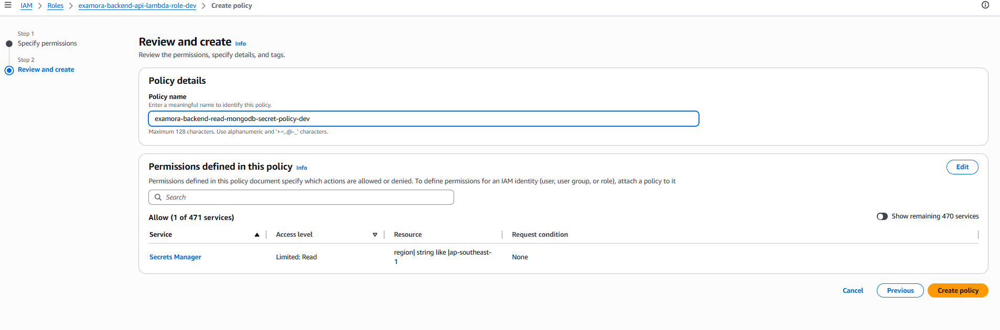 IAM > Roles > examora-backend-api-lambda-role-dev > Create policy
Step 1
Specify permissions
Step 2
Review and create
Review and create Info
Review the permissions, specify details, and tags.
Policy details
Policy name
Enter a meaningful name to identify this policy.
examora-backend-read-mongodb-secret-policy-dev
Maximum 128 characters. Use alphanumeric and '+=,.@-_' characters.
Permissions defined in this policy Info
Edit
Permissions defined in this policy document specify which actions are allowed or denied. To define permissions for an IAM identity (user, user group, or role), attach a policy to it
Search
Allow (1 of 471 services)
Show remaining 470 services
Service Access level Resource Request condition
Secrets Manager Limited: Read region| string like |ap-southeast-
1 None
Cancel Previous Create policy